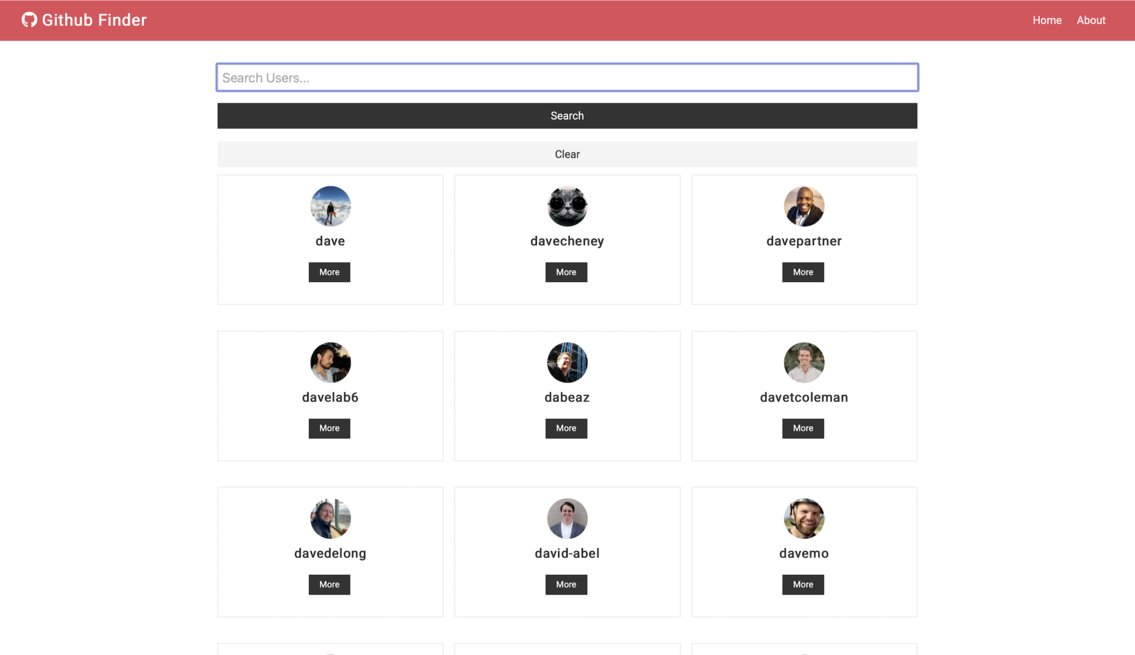 Github Finder Home About
Search Users...
Search
Clear
dave davecheney davepartner
More More More
davelab6 dabeaz davetcoleman
More More More
davedelong david-abel davemo
More More More